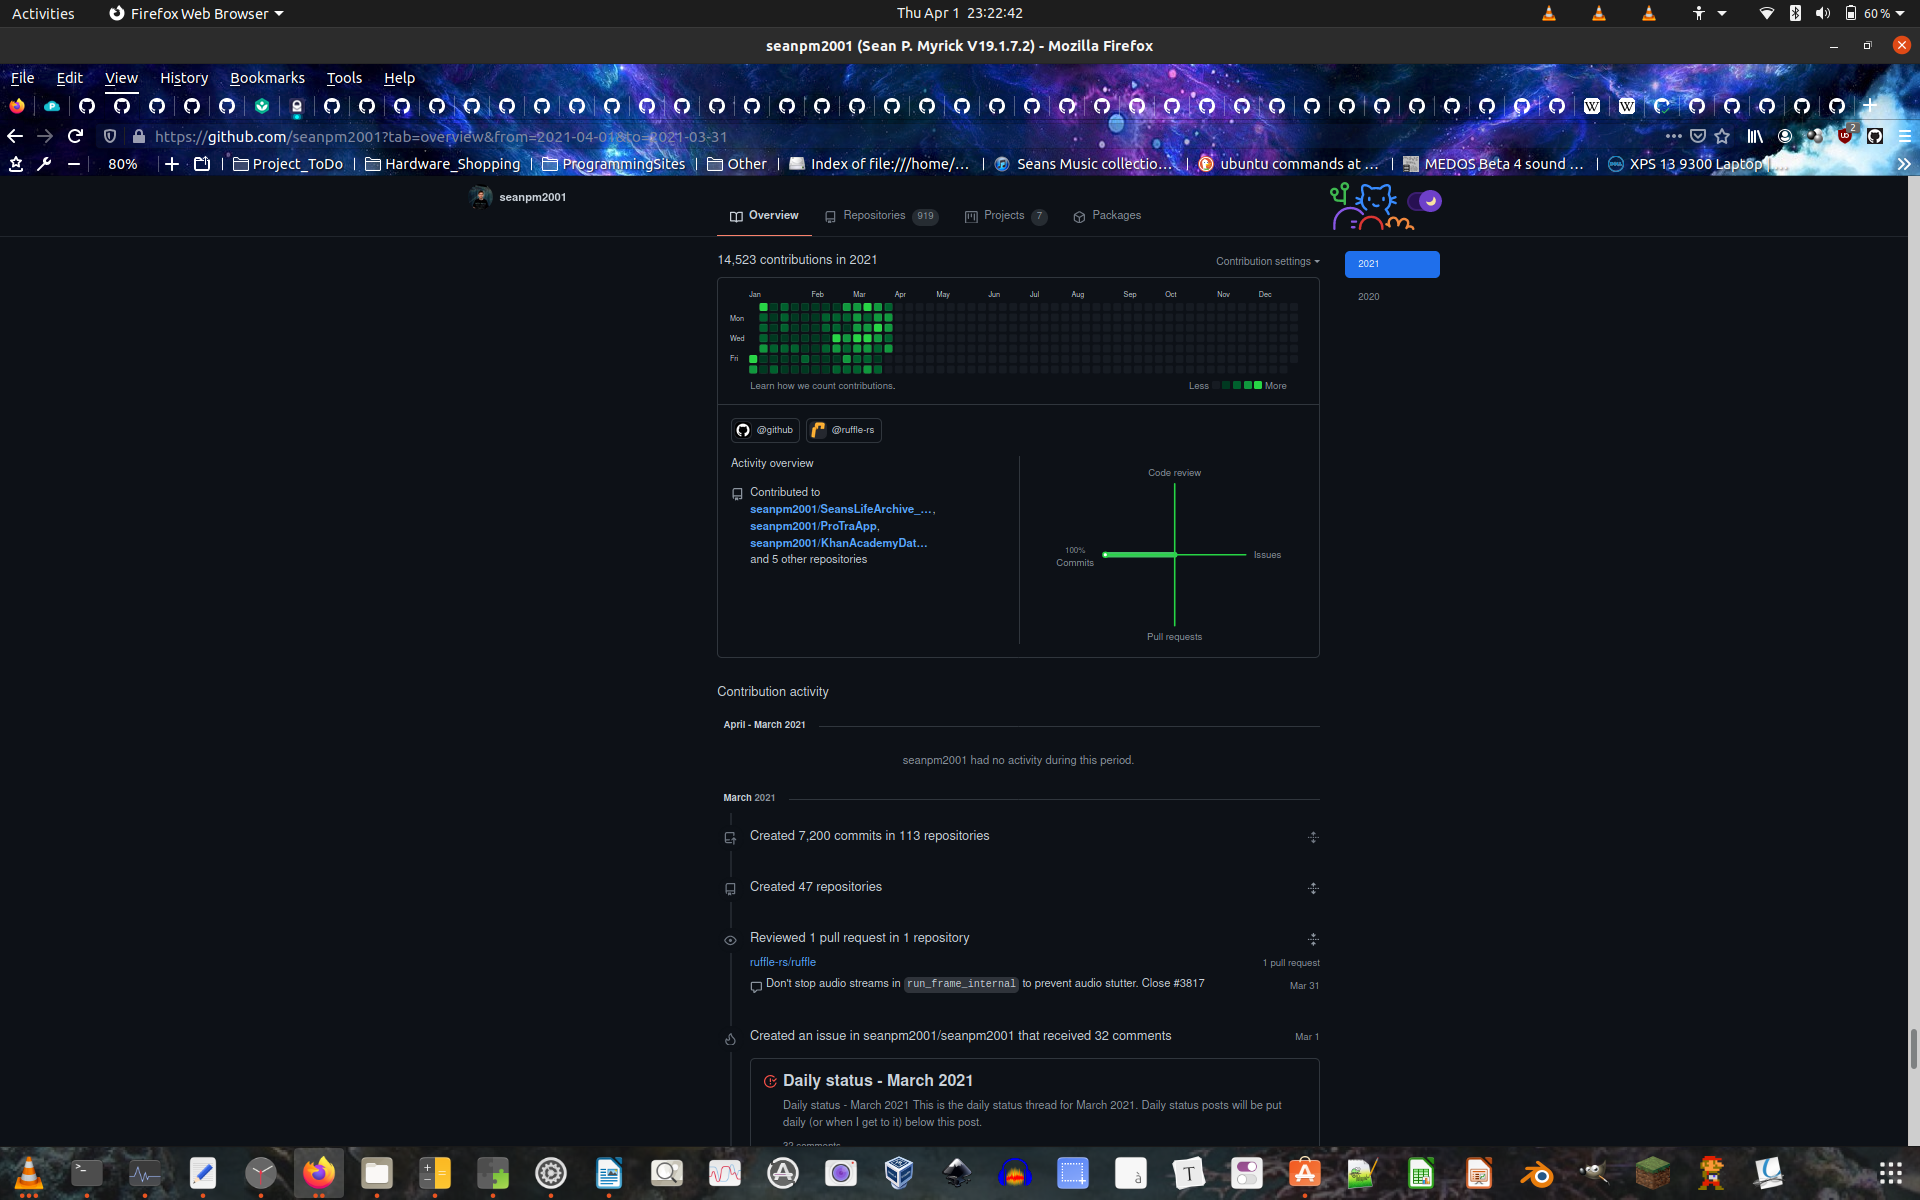 Activities
Firefox Web Browser
Thu Apr 1 23:22:42
60 %
seanpm2001 (Sean P. Myrick V19.1.7.2) - Mozilla Firefox
File Edit View History Bookmarks Tools Help
https://github.com/seanpm2001?tab=overview&from=2021-04-01&to=2021-03-31
2
80%
Project_ToDo
Hardware_Shopping
ProgrammingSites
Other
Index of file:///home/...
Seans Music collectio...
ubuntu commands at ...
MEDOS Beta 4 sound ...
XPS 13 9300 Laptop |...
seanpm2001
Overview
Repositories 919
Projects 7
Packages
14,523 contributions in 2021
Contribution settings
2021
2020
Jan Feb Mar Apr May Jun Jul Aug Sep Oct Nov Dec
Mon
Wed
Fri
Learn how we count contributions.
Less More
@github
@ruffle-rs
Activity overview
Contributed to
seanpm2001/SeansLifeArchive_...,
seanpm2001/ProTraApp,
seanpm2001/KhanAcademyDat...
and 5 other repositories
Code review
100%
Commits
Issues
Pull requests
Contribution activity
April - March 2021
seanpm2001 had no activity during this period.
March 2021
Created 7,200 commits in 113 repositories
Created 47 repositories
Reviewed 1 pull request in 1 repository
ruffle-rs/ruffle
1 pull request
Don't stop audio streams in run_frame_internal to prevent audio stutter. Close #3817
Mar 31
Created an issue in seanpm2001/seanpm2001 that received 32 comments
Mar 1
Daily status - March 2021
Daily status - March 2021 This is the daily status thread for March 2021. Daily status posts will be put
daily (or when I get to it) below this post.
32 comments